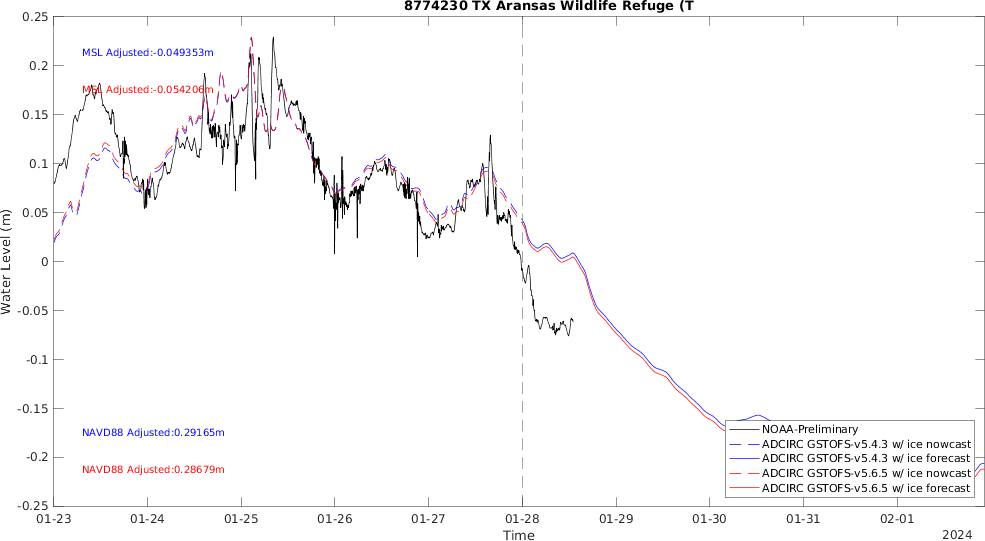 8774230 TX Aransas Wildlife Refuge (T
0.25
0.2
0.15
0.1
0.05
0
-0.05
-0.1
-0.15
-0.2
-0.25
Water Level (m)
MSL Adjusted:-0.049353m
MSL Adjusted:-0.054206m
NAVD88 Adjusted:0.29165m
NAVD88 Adjusted:0.28679m
NOAA-Preliminary
ADCIRC GSTOFS-v5.4.3 w/ ice nowcast
ADCIRC GSTOFS-v5.4.3 w/ ice forecast
ADCIRC GSTOFS-v5.6.5 w/ ice nowcast
ADCIRC GSTOFS-v5.6.5 w/ ice forecast
01-23 01-24 01-25 01-26 01-27 01-28 01-29 01-30 01-31 02-01
Time
2024